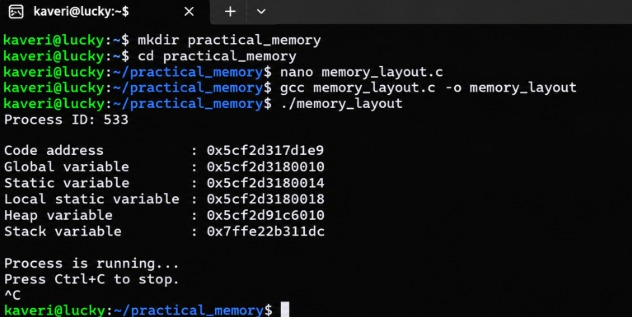 kaveri@lucky:~$
kaveri@lucky:~$ mkdir practical_memory
kaveri@lucky:~$ cd practical_memory
kaveri@lucky:~/practical_memory$ nano memory_layout.c
kaveri@lucky:~/practical_memory$ gcc memory_layout.c -o memory_layout
kaveri@lucky:~/practical_memory$ ./memory_layout
Process ID: 533

Code address          : 0x5cf2d317d1e9
Global variable       : 0x5cf2d3180010
Static variable       : 0x5cf2d3180014
Local static variable : 0x5cf2d3180018
Heap variable         : 0x5cf2d91c6010
Stack variable        : 0x7ffe22b311dc

Process is running...
Press Ctrl+C to stop.
^C
kaveri@lucky:~/practical_memory$